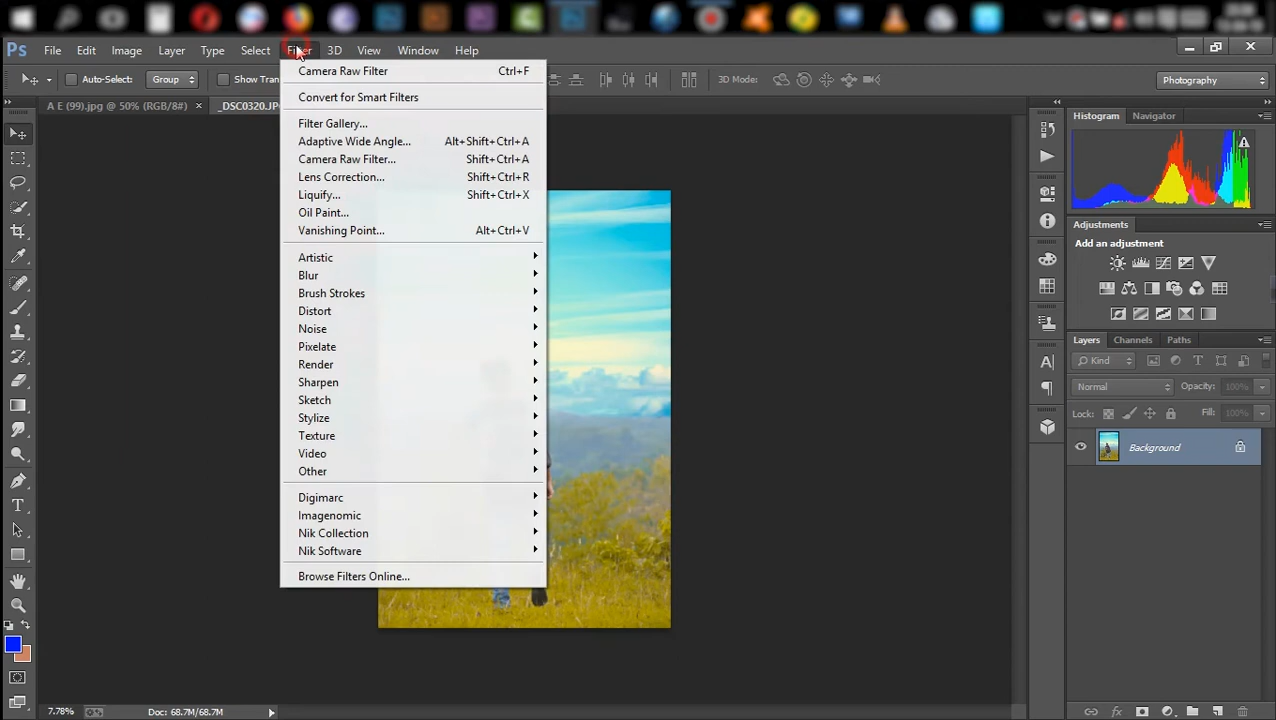 Ps File Edit Image Layer Type Select Filter 3D View Window Help
Auto-Select: Group Show Tran 3D Mode: Photography
A E (99).jpg @ 50% (RGB/8#) × _DSC0320.JP
Camera Raw Filter Ctrl+F
Convert for Smart Filters
Filter Gallery...
Adaptive Wide Angle... Alt+Shift+Ctrl+A
Camera Raw Filter... Shift+Ctrl+A
Lens Correction... Shift+Ctrl+R
Liquify... Shift+Ctrl+X
Oil Paint...
Vanishing Point... Alt+Ctrl+V
Artistic
Blur
Brush Strokes
Distort
Noise
Pixelate
Render
Sharpen
Sketch
Stylize
Texture
Video
Other
Digimarc
Imagenomic
Nik Collection
Nik Software
Browse Filters Online...
Histogram Navigator
Adjustments
Add an adjustment
Layers Channels Paths
Kind
Normal Opacity: 100%
Lock: Fill: 100%
Background
7.78% Doc: 68.7M/68.7M